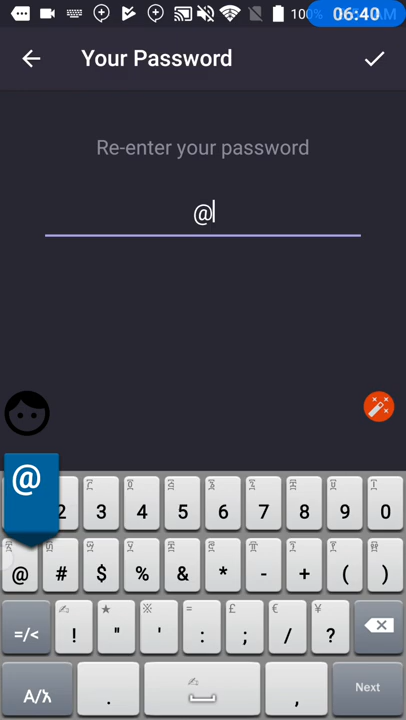 100%
06:40
AM
Your Password
Re-enter your password
@
@
2 3 4 5 6 7 8 9 0
@ # $ % & * - + ( )
=/< ! " ' : ; / ?
A/ . , Next